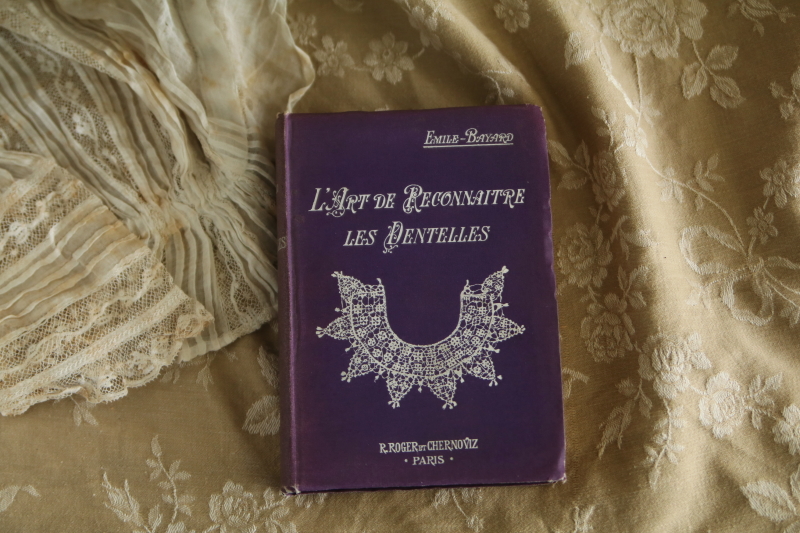 EMILE-BAYARD
L'ART DE RECONNAITRE
LES DENTELLES
R. ROGER ET CHERNOVIZ
• PARIS •